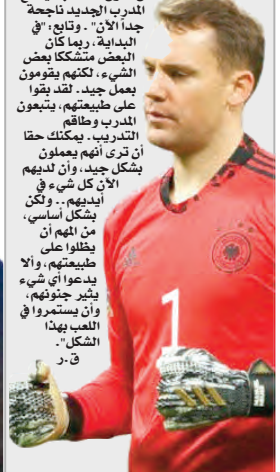 المدرب الجديد ناجحة
جداً الآن". وتابع: "في
البداية، ربما كان
البعض متشككا بعض
الشيء، لكنهم يقومون
بعمل جيد. لقد بقوا
على طبيعتهم، يتبعون
المدرب وطاقم
التدريب. يمكنك حقا
أن ترى أنهم يعملون
بشكل جيد، وأن لديهم
الآن كل شيء في
أيديهم.. ولكن
بشكل أساسي،
من المهم أن
يظلوا على
طبيعتهم، وألا
يدعوا أي شيء
يثير جنونهم،
وأن يستمروا في
اللعب بهذا
الشكل".
ق.ر
1